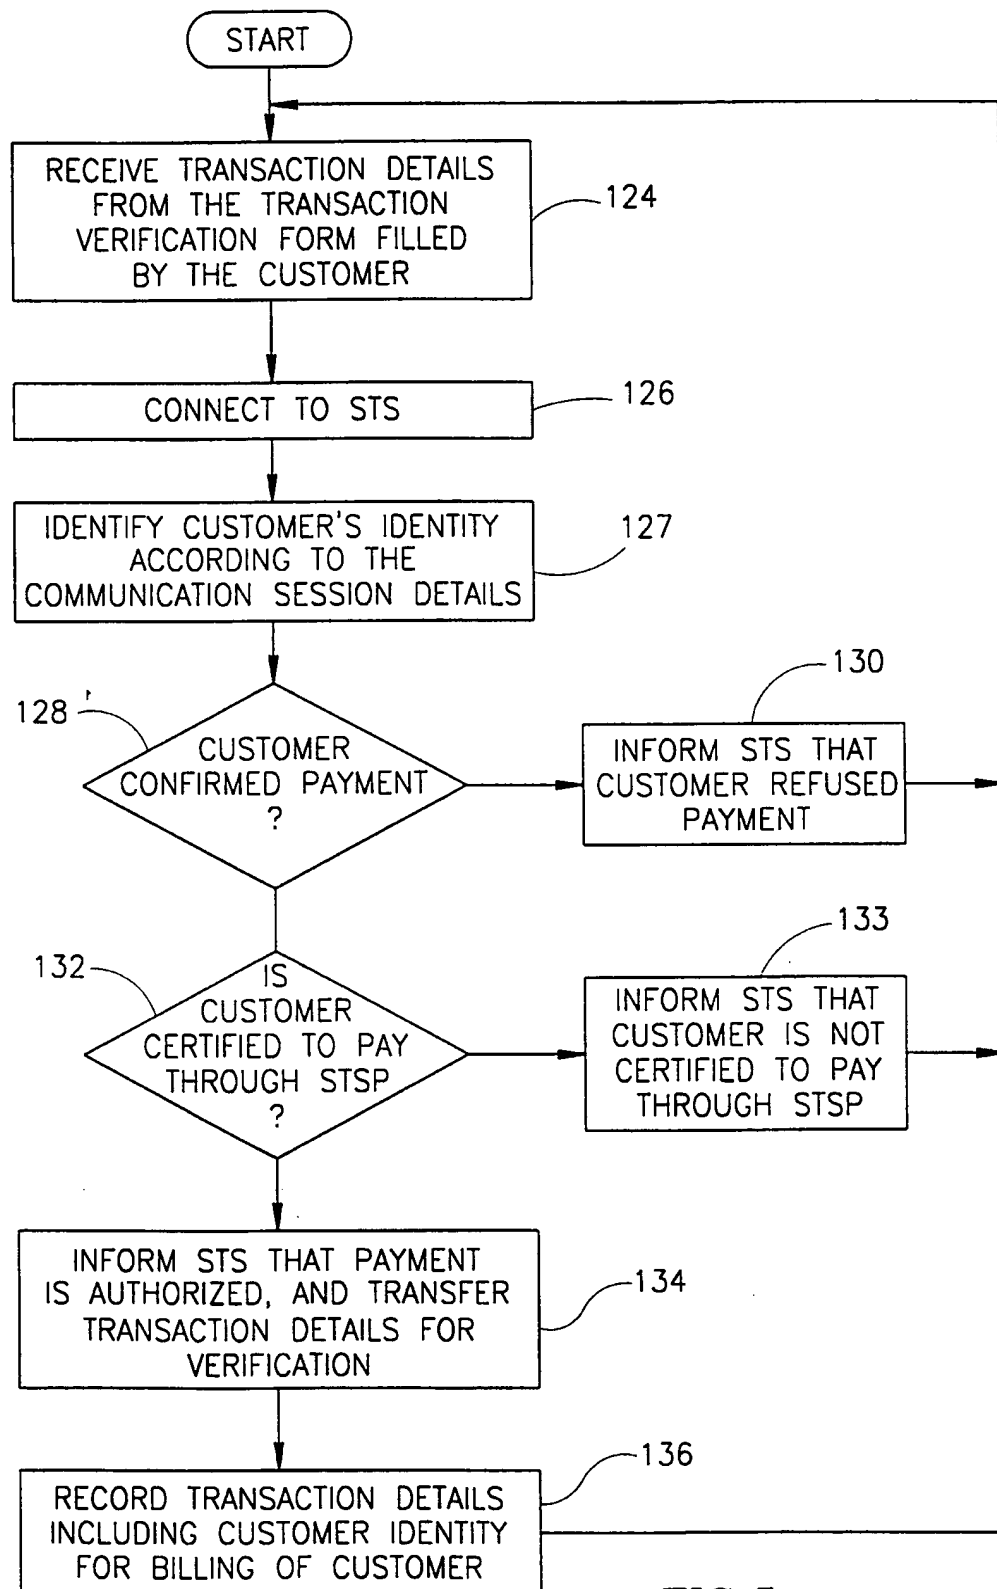 START
RECEIVE TRANSACTION DETAILS
FROM THE TRANSACTION
VERIFICATION FORM FILLED
BY THE CUSTOMER
124
CONNECT TO STS
126
IDENTIFY CUSTOMER'S IDENTITY
ACCORDING TO THE
COMMUNICATION SESSION DETAILS
127
128
CUSTOMER
CONFIRMED PAYMENT
?
130
INFORM STS THAT
CUSTOMER REFUSED
PAYMENT
132
IS
CUSTOMER
CERTIFIED TO PAY
THROUGH STSP
?
133
INFORM STS THAT
CUSTOMER IS NOT
CERTIFIED TO PAY
THROUGH STSP
INFORM STS THAT PAYMENT
IS AUTHORIZED, AND TRANSFER
TRANSACTION DETAILS FOR
VERIFICATION
134
RECORD TRANSACTION DETAILS
INCLUDING CUSTOMER IDENTITY
FOR BILLING OF CUSTOMER
136